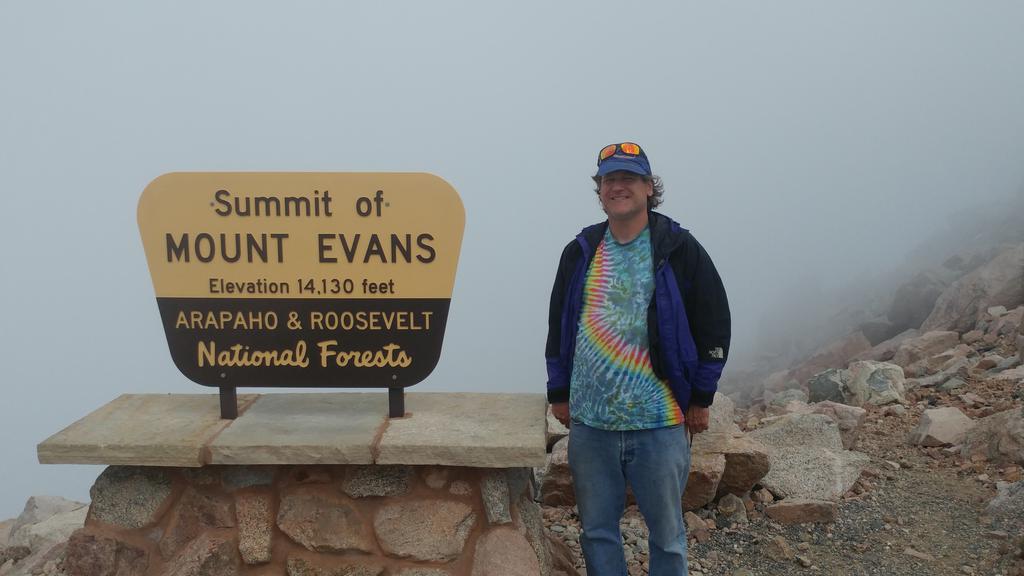 Summit of
MOUNT EVANS
Elevation 14,130 feet
ARAPAHO & ROOSEVELT
National Forests